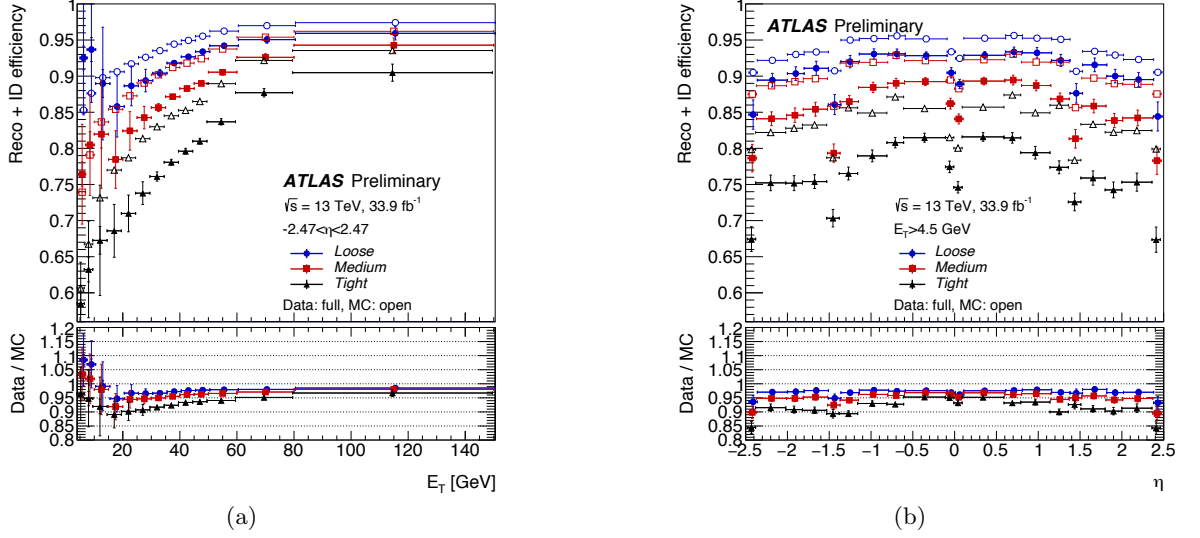 Reco + ID efficiency
1
0.95
0.9
0.85
0.8
0.75
0.7
0.65
0.6
ATLAS Preliminary
√s = 13 TeV, 33.9 fb⁻¹
-2.47<η<2.47
Loose
Medium
Tight
Data: full, MC: open
Data / MC
1.2
1.15
1.1
1.05
1
0.95
0.9
0.85
0.8
20 40 60 80 100 120 140
E_T [GeV]
(a)
Reco + ID efficiency
1
0.95
0.9
0.85
0.8
0.75
0.7
0.65
0.6
ATLAS Preliminary
√s = 13 TeV, 33.9 fb⁻¹
E_T>4.5 GeV
Loose
Medium
Tight
Data: full, MC: open
Data / MC
1.2
1.15
1.1
1.05
1
0.95
0.9
0.85
0.8
−2.5 −2 −1.5 −1 −0.5 0 0.5 1 1.5 2 2.5
η
(b)